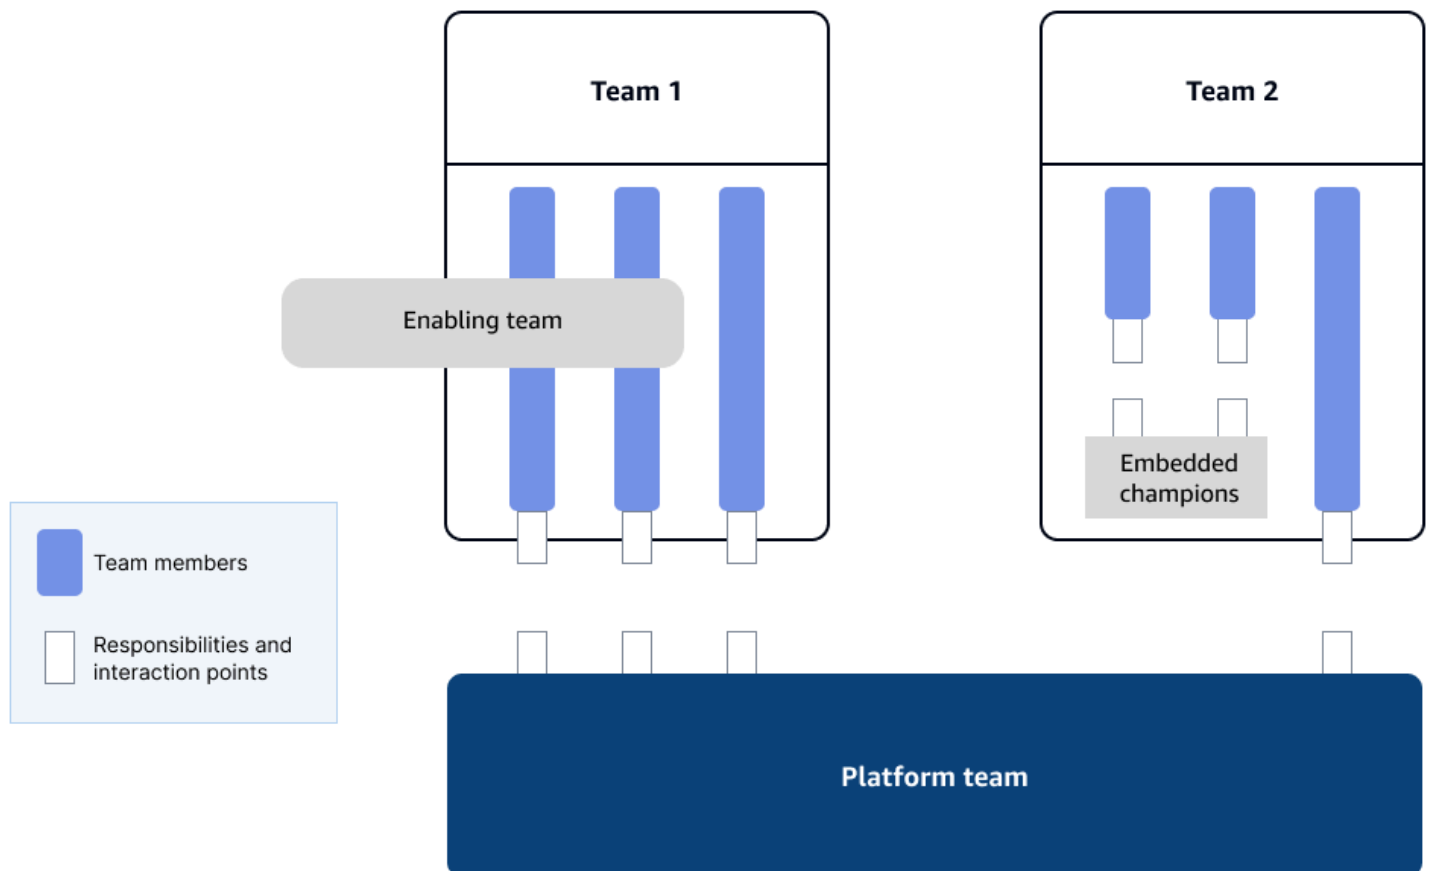 Team 1
Team 2
Enabling team
Embedded
champions
Team members
Responsibilities and
interaction points
Platform team